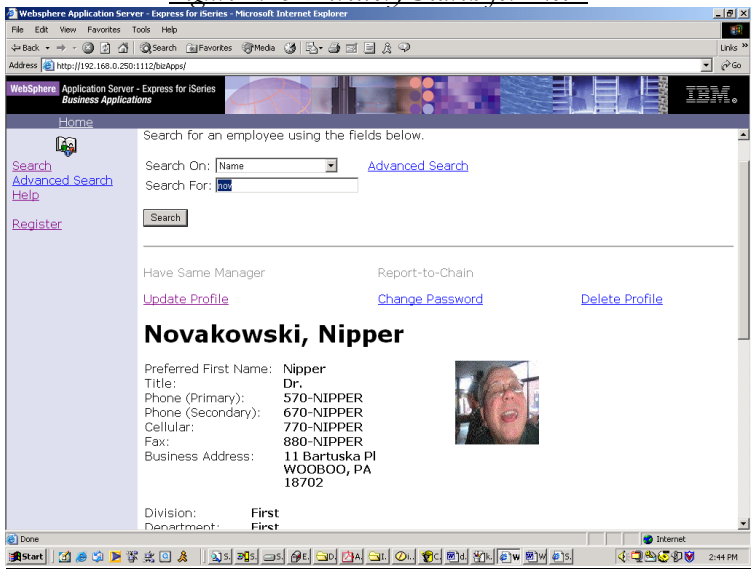 Websphere Application Server - Express for iSeries - Microsoft Internet Explorer
File Edit View Favorites Tools Help
Back Search Favorites Media Links »
Address http://192.168.0.250:1112/bizApps/ Go
WebSphere Application Server - Express for iSeries
Business Applications
IBM
Home
Search for an employee using the fields below.
Search
Search On: Name Advanced Search
Advanced Search
Search For: nov
Help
Search
Register
Have Same Manager Report-to-Chain
Update Profile Change Password Delete Profile
Novakowski, Nipper
Preferred First Name: Nipper
Title: Dr.
Phone (Primary): 570-NIPPER
Phone (Secondary): 670-NIPPER
Cellular: 770-NIPPER
Fax: 880-NIPPER
Business Address: 11 Bartuska Pl
WOOBOO, PA
18702
Division: First
Department: First
Done Internet
Start 2:44 PM